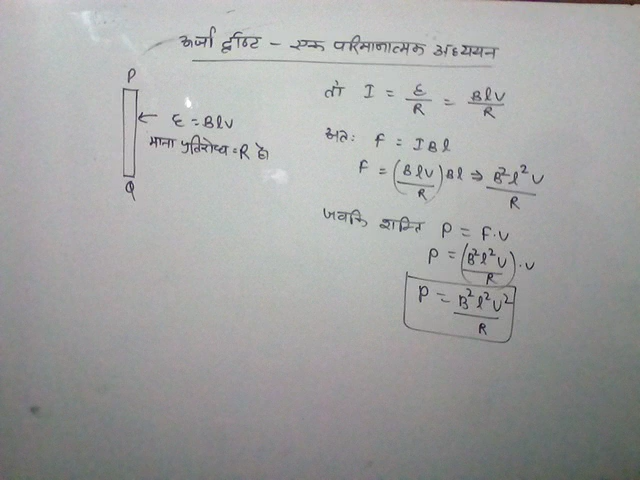 ऊर्जा दृष्टि - एक परिमाणात्मक अध्ययन
P
ε = Blv
माना प्रतिरोध = R हो
Q
तो I = ε/R = Blv/R
अतः F = IBl
F = (Blv/R) Bl ⇒ B²l²v/R
जबकि शक्ति P = F.v
P = (B²l²v/R).v
P = B²l²v²/R